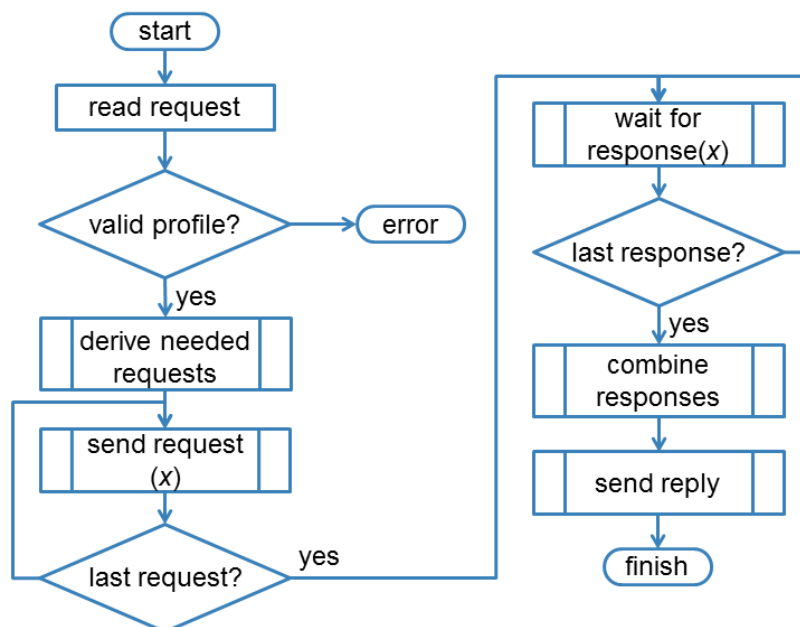 start
read request
valid profile?
error
yes
derive needed
requests
send request
(x)
last request?
yes
wait for
response(x)
last response?
yes
combine
responses
send reply
finish